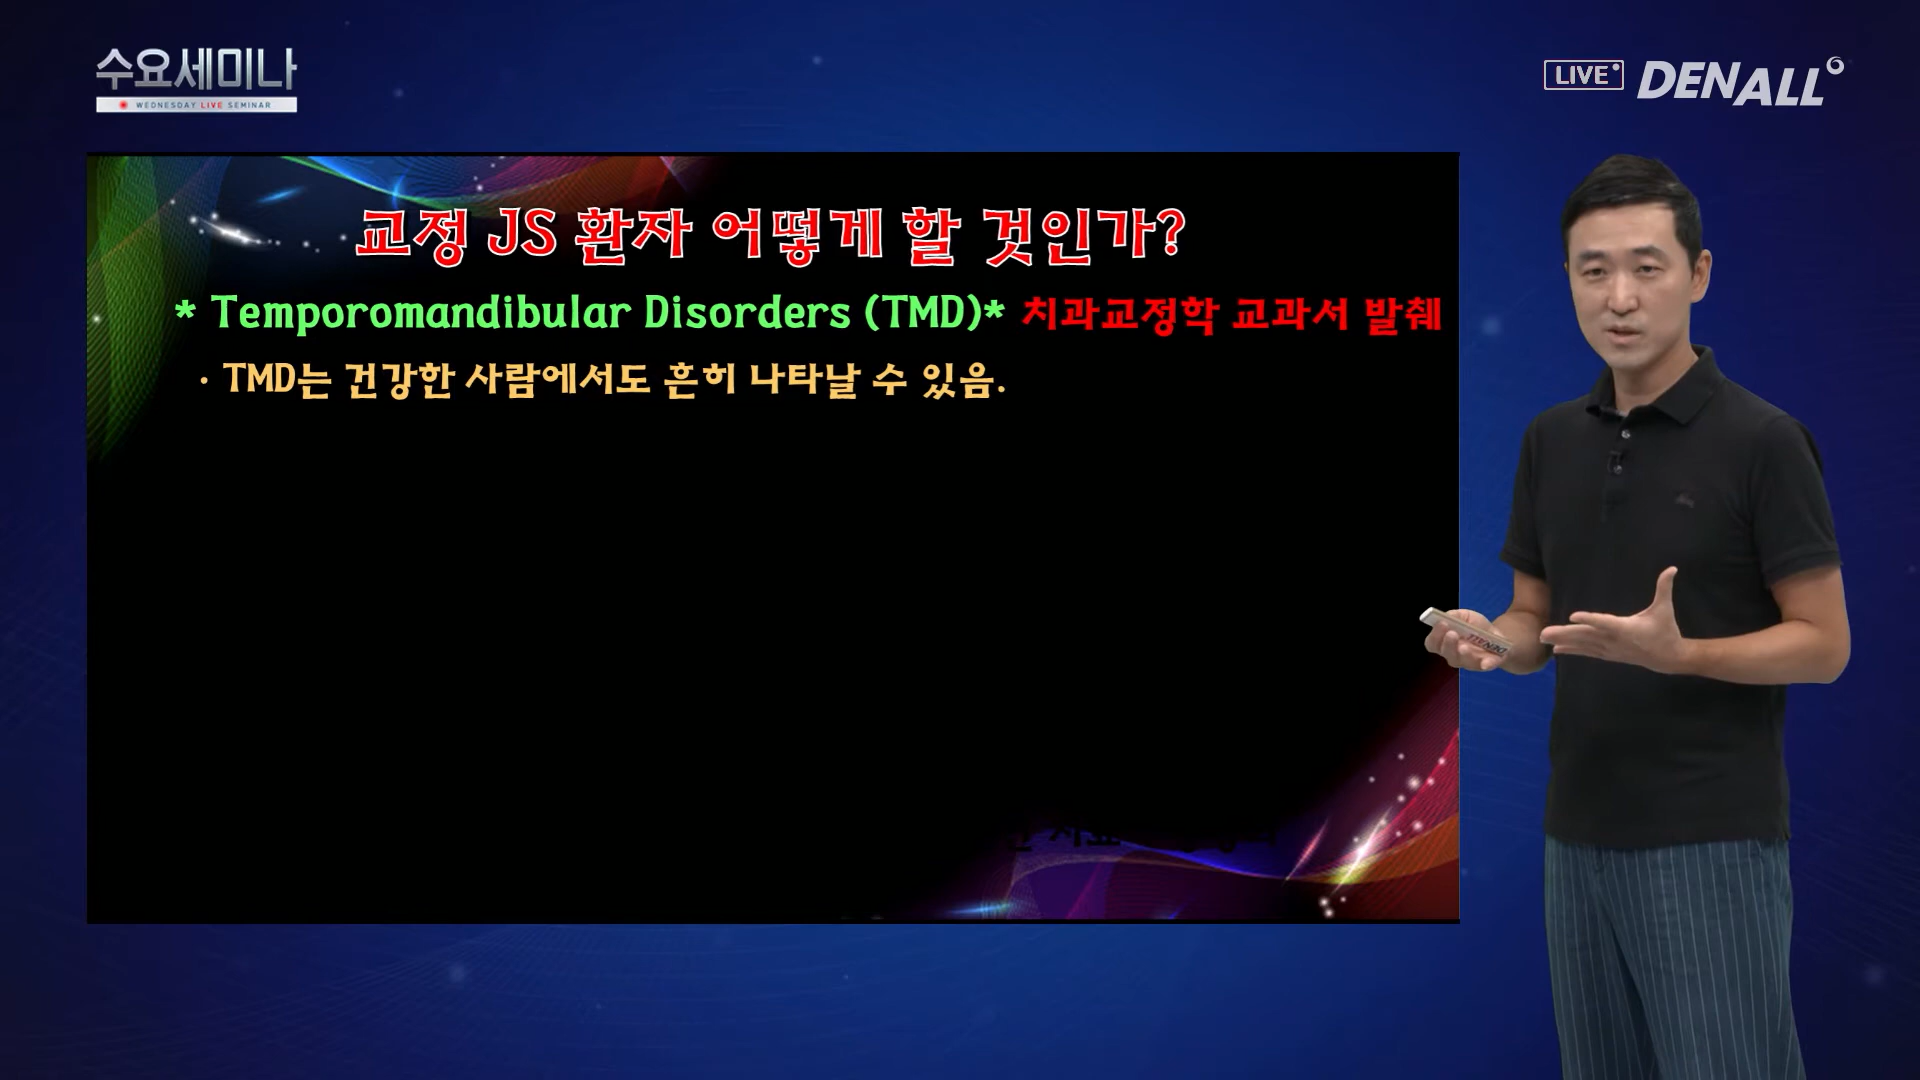 수요세미나
WEDNESDAY LIVE SEMINAR
LIVE DENALL
교정 JS 환자 어떻게 할 것인가?
* Temporomandibular Disorders (TMD)* 치과교정학 교과서 발췌
· TMD는 건강한 사람에서도 흔히 나타날 수 있음.
DENALL